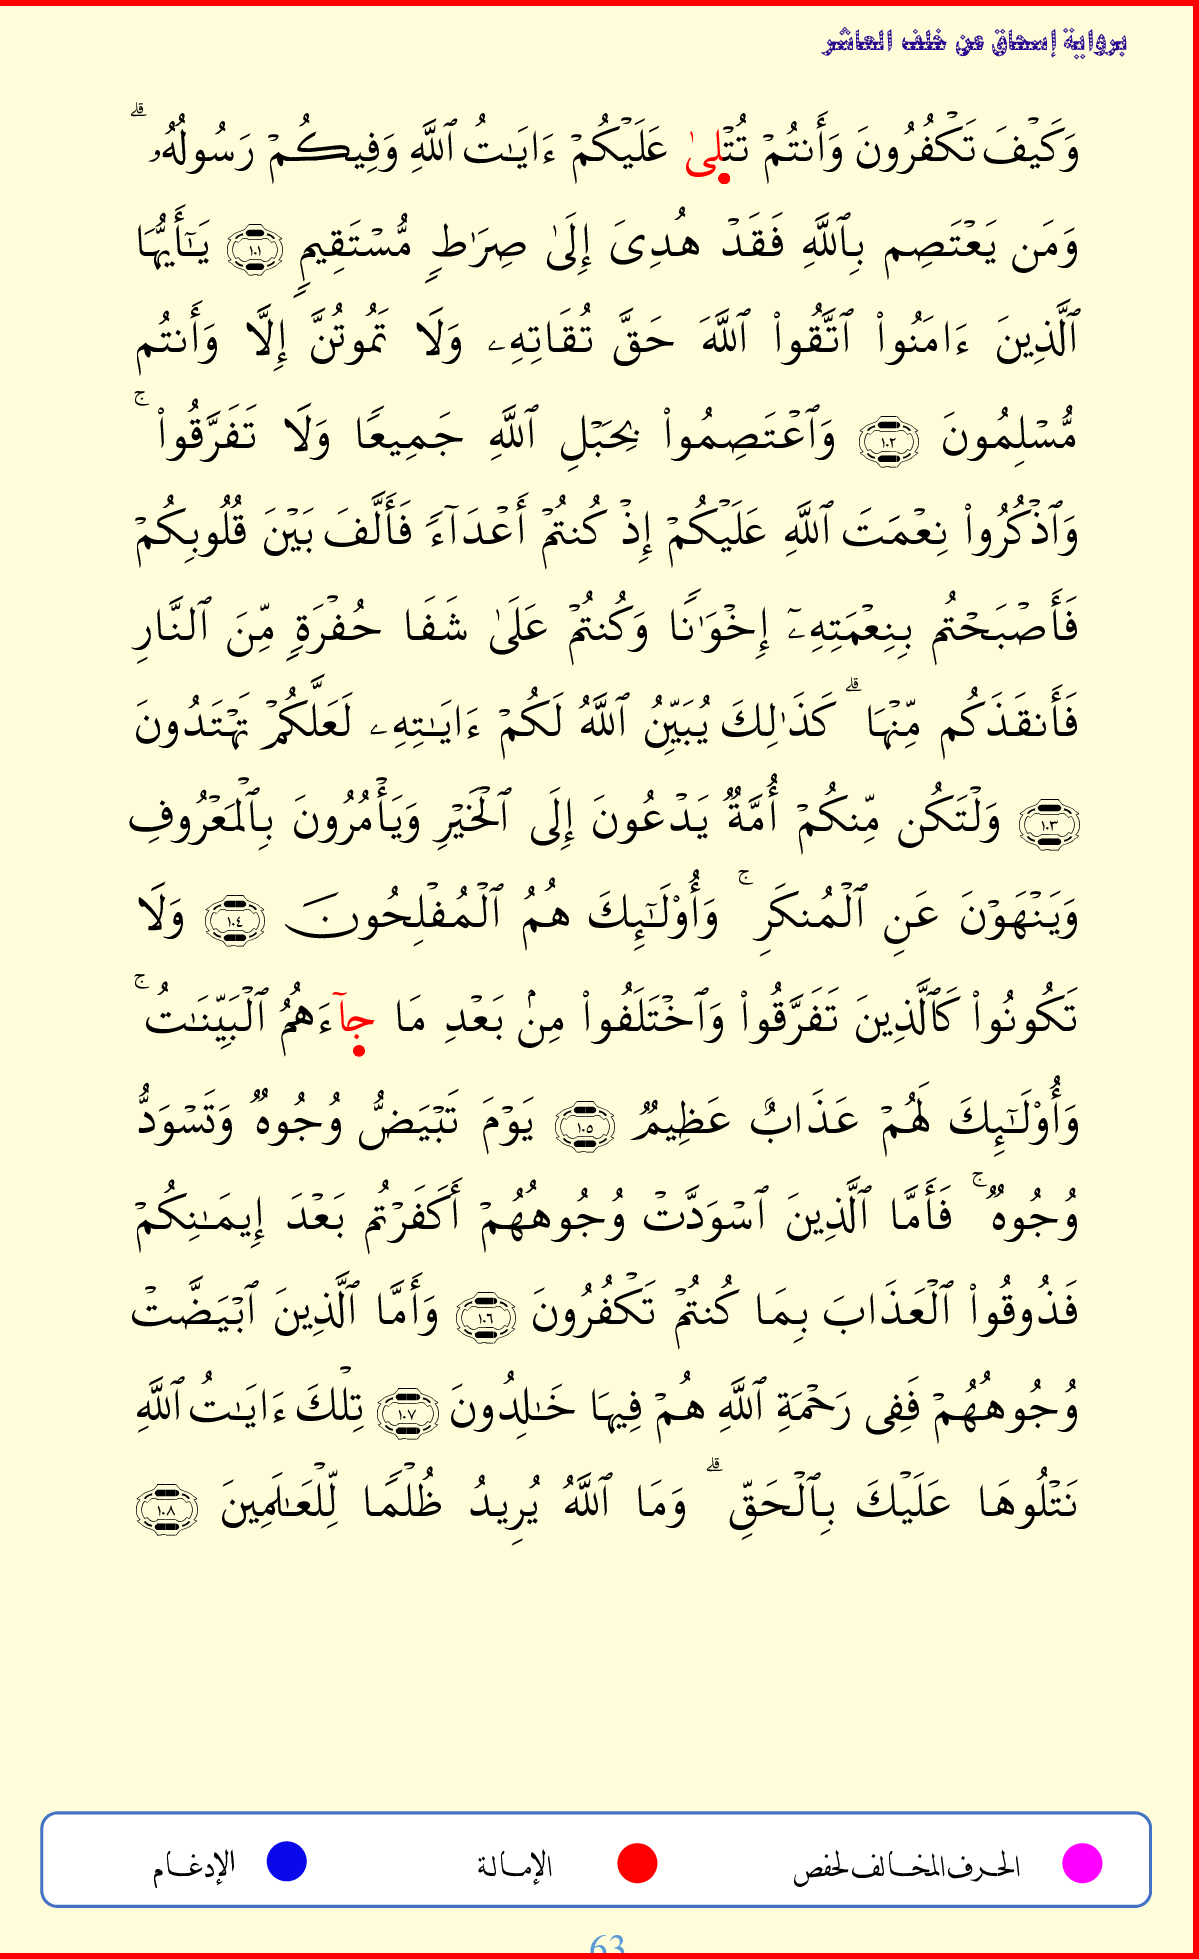 برواية إسحاق عن خلف العاشر
وَكَيۡفَ تَكۡفُرُونَ وَأَنتُمۡ تُتۡلىٰ عَلَيۡكُمۡ ءَايَٰتُ ٱللَّهِ وَفِيكُمۡ رَسُولُهُۥ ۗ
وَمَن يَعۡتَصِم بِٱللَّهِ فَقَدۡ هُدِىَ إِلَىٰ صِرَٰطٍ مُّسۡتَقِيمٍ ١٠١ يَٰٓأَيُّهَا
ٱلَّذِينَ ءَامَنُوا۟ ٱتَّقُوا۟ ٱللَّهَ حَقَّ تُقَاتِهِۦ وَلَا تَمُوتُنَّ إِلَّا وَأَنتُم
مُّسۡلِمُونَ ١٠٢ وَٱعۡتَصِمُوا۟ بِحَبۡلِ ٱللَّهِ جَمِيعًا وَلَا تَفَرَّقُوا۟ ۚ
وَٱذۡكُرُوا۟ نِعۡمَتَ ٱللَّهِ عَلَيۡكُمۡ إِذۡ كُنتُمۡ أَعۡدَآءً فَأَلَّفَ بَيۡنَ قُلُوبِكُمۡ
فَأَصۡبَحۡتُم بِنِعۡمَتِهِۦٓ إِخۡوَٰنًا وَكُنتُمۡ عَلَىٰ شَفَا حُفۡرَةٍ مِّنَ ٱلنَّارِ
فَأَنقَذَكُم مِّنۡهَا ۗ كَذَٰلِكَ يُبَيِّنُ ٱللَّهُ لَكُمۡ ءَايَٰتِهِۦ لَعَلَّكُمۡ تَهۡتَدُونَ
١٠٣ وَلۡتَكُن مِّنكُمۡ أُمَّةٌ يَدۡعُونَ إِلَى ٱلۡخَيۡرِ وَيَأۡمُرُونَ بِٱلۡمَعۡرُوفِ
وَيَنۡهَوۡنَ عَنِ ٱلۡمُنكَرِ ۚ وَأُو۟لَٰٓئِكَ هُمُ ٱلۡمُفۡلِحُونَ ١٠٤ وَلَا
تَكُونُوا۟ كَٱلَّذِينَ تَفَرَّقُوا۟ وَٱخۡتَلَفُوا۟ مِنۢ بَعۡدِ مَا جآءَهُمُ ٱلۡبَيِّنَٰتُ ۚ
وَأُو۟لَٰٓئِكَ لَهُمۡ عَذَابٌ عَظِيمٌ ١٠٥ يَوۡمَ تَبۡيَضُّ وُجُوهٌ وَتَسۡوَدُّ
وُجُوهٌ ۚ فَأَمَّا ٱلَّذِينَ ٱسۡوَدَّتۡ وُجُوهُهُمۡ أَكَفَرۡتُم بَعۡدَ إِيمَٰنِكُمۡ
فَذُوقُوا۟ ٱلۡعَذَابَ بِمَا كُنتُمۡ تَكۡفُرُونَ ١٠٦ وَأَمَّا ٱلَّذِينَ ٱبۡيَضَّتۡ
وُجُوهُهُمۡ فَفِى رَحۡمَةِ ٱللَّهِ هُمۡ فِيهَا خَٰلِدُونَ ١٠٧ تِلۡكَ ءَايَٰتُ ٱللَّهِ
نَتۡلُوهَا عَلَيۡكَ بِٱلۡحَقِّ ۗ وَمَا ٱللَّهُ يُرِيدُ ظُلۡمًا لِّلۡعَٰلَمِينَ ١٠٨
الحرف المخالف لحفص الإمالة الإدغام
63